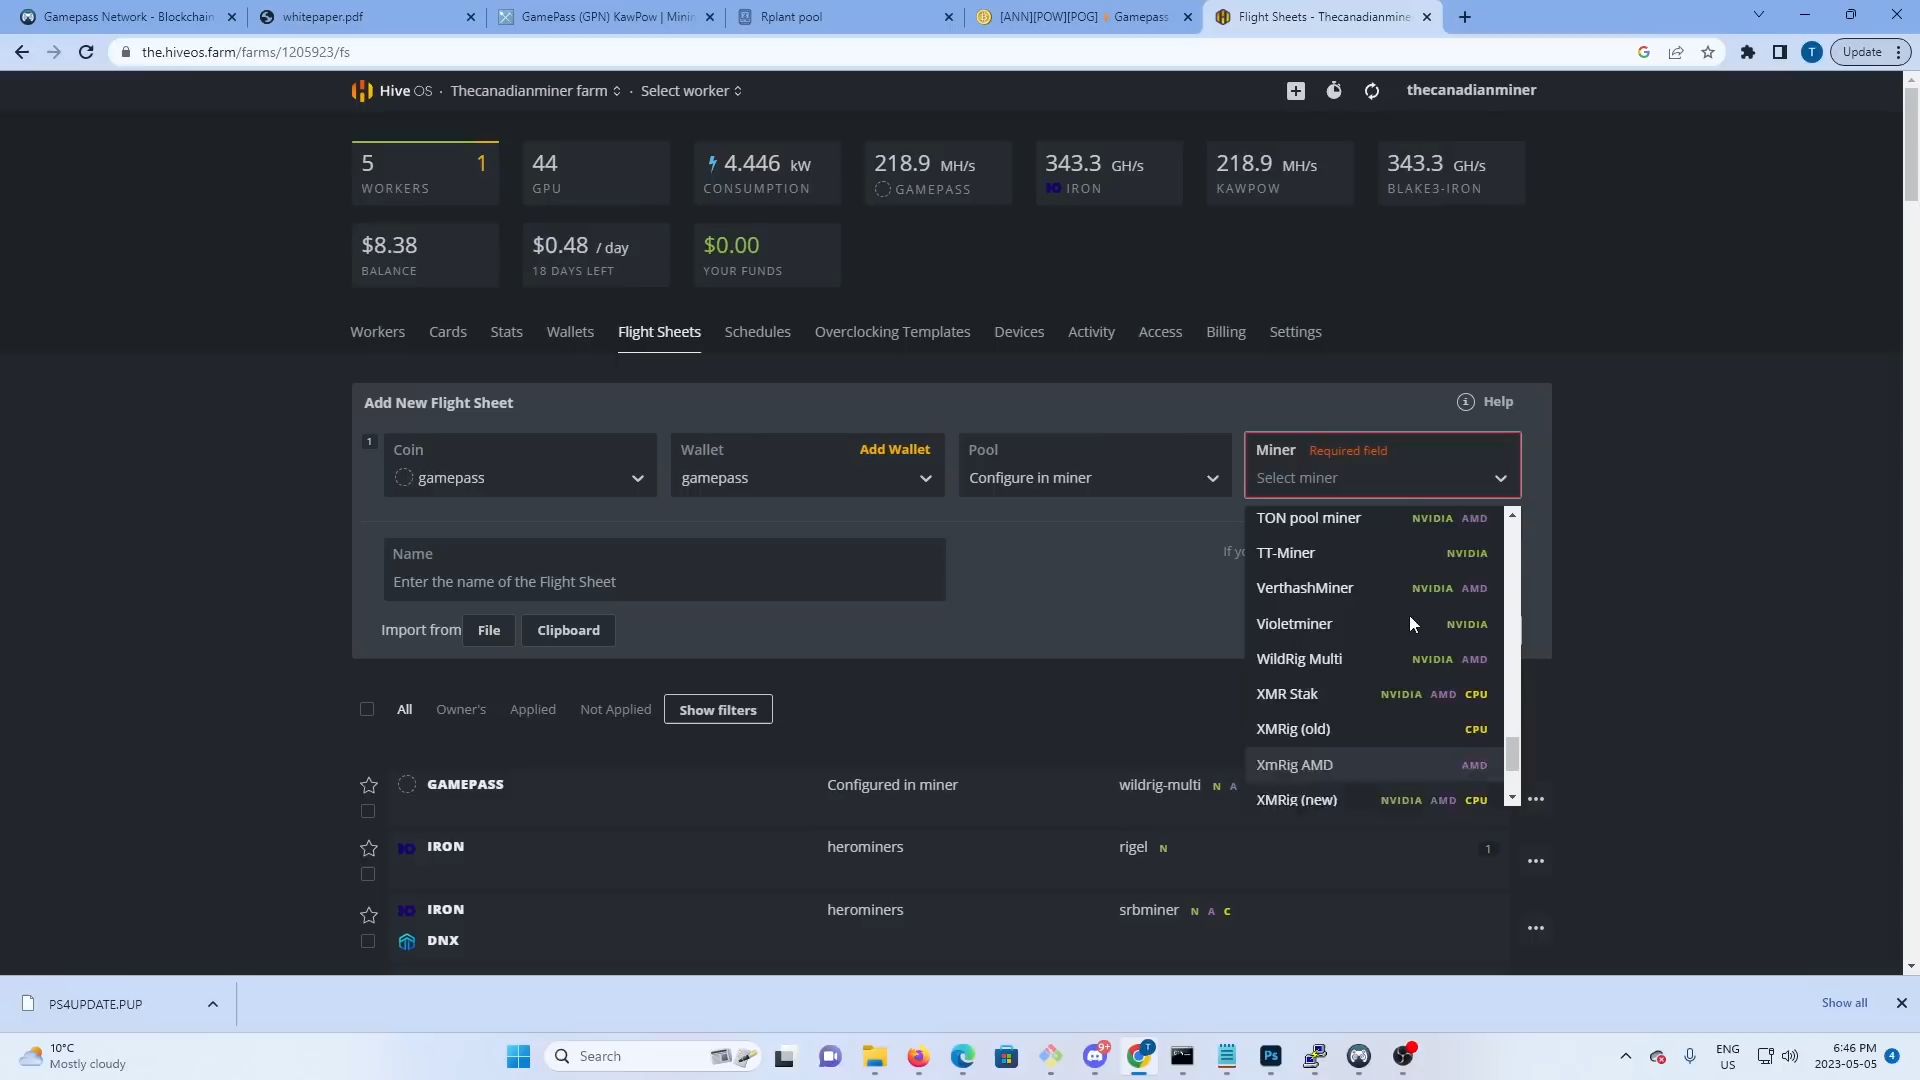 Gamepass Network - Blockchain
whitepaper.pdf
GamePass (GPN) KawPow | Minin
Rplant pool
[ANN][POW][POG] Gamepass
Flight Sheets - Thecanadianmine
the.hiveos.farm/farms/1205923/fs
T
Update
Hive OS · Thecanadianminer farm · Select worker
thecanadianminer
5 1
WORKERS
44
GPU
4.446 kW
CONSUMPTION
218.9 MH/s
GAMEPASS
343.3 GH/s
IRON
218.9 MH/s
KAWPOW
343.3 GH/s
BLAKE3-IRON
$8.38
BALANCE
$0.48 / day
18 DAYS LEFT
$0.00
YOUR FUNDS
Workers Cards Stats Wallets Flight Sheets Schedules Overclocking Templates Devices Activity Access Billing Settings
Add New Flight Sheet
Help
1
Coin
gamepass
Wallet Add Wallet
gamepass
Pool
Configure in miner
Miner Required field
Select miner
TON pool miner NVIDIA AMD
TT-Miner NVIDIA
VerthashMiner NVIDIA AMD
Violetminer NVIDIA
WildRig Multi NVIDIA AMD
XMR Stak NVIDIA AMD CPU
XMRig (old) CPU
XmRig AMD AMD
XMRig (new) NVIDIA AMD CPU
Name
Enter the name of the Flight Sheet
If yo
Import from File Clipboard
All Owner's Applied Not Applied Show filters
GAMEPASS Configured in miner wildrig-multi N A
IRON herominers rigel N 1
IRON herominers srbminer N A C
DNX
PS4UPDATE.PUP
Show all
10°C
Mostly cloudy
Search
9+
T
Ps
ENG
US
6:46 PM
2023-05-05
4